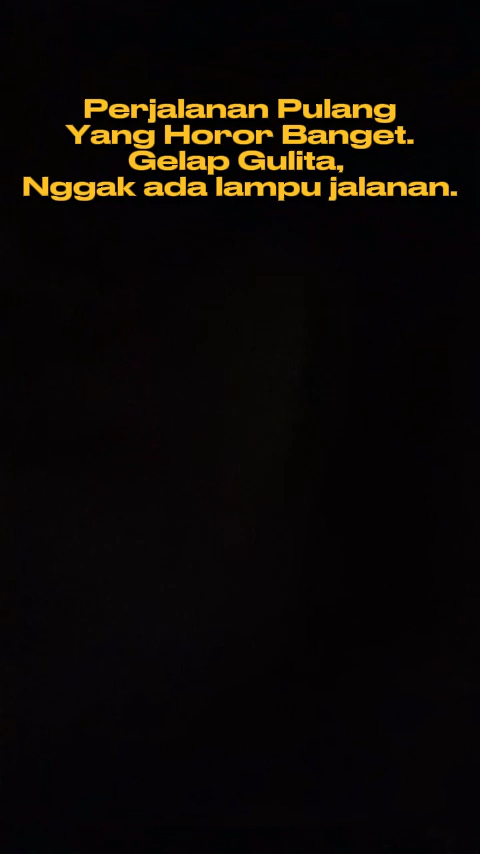 Perjalanan Pulang
Yang Horor Banget.
Gelap Gulita,
Nggak ada lampu jalanan.